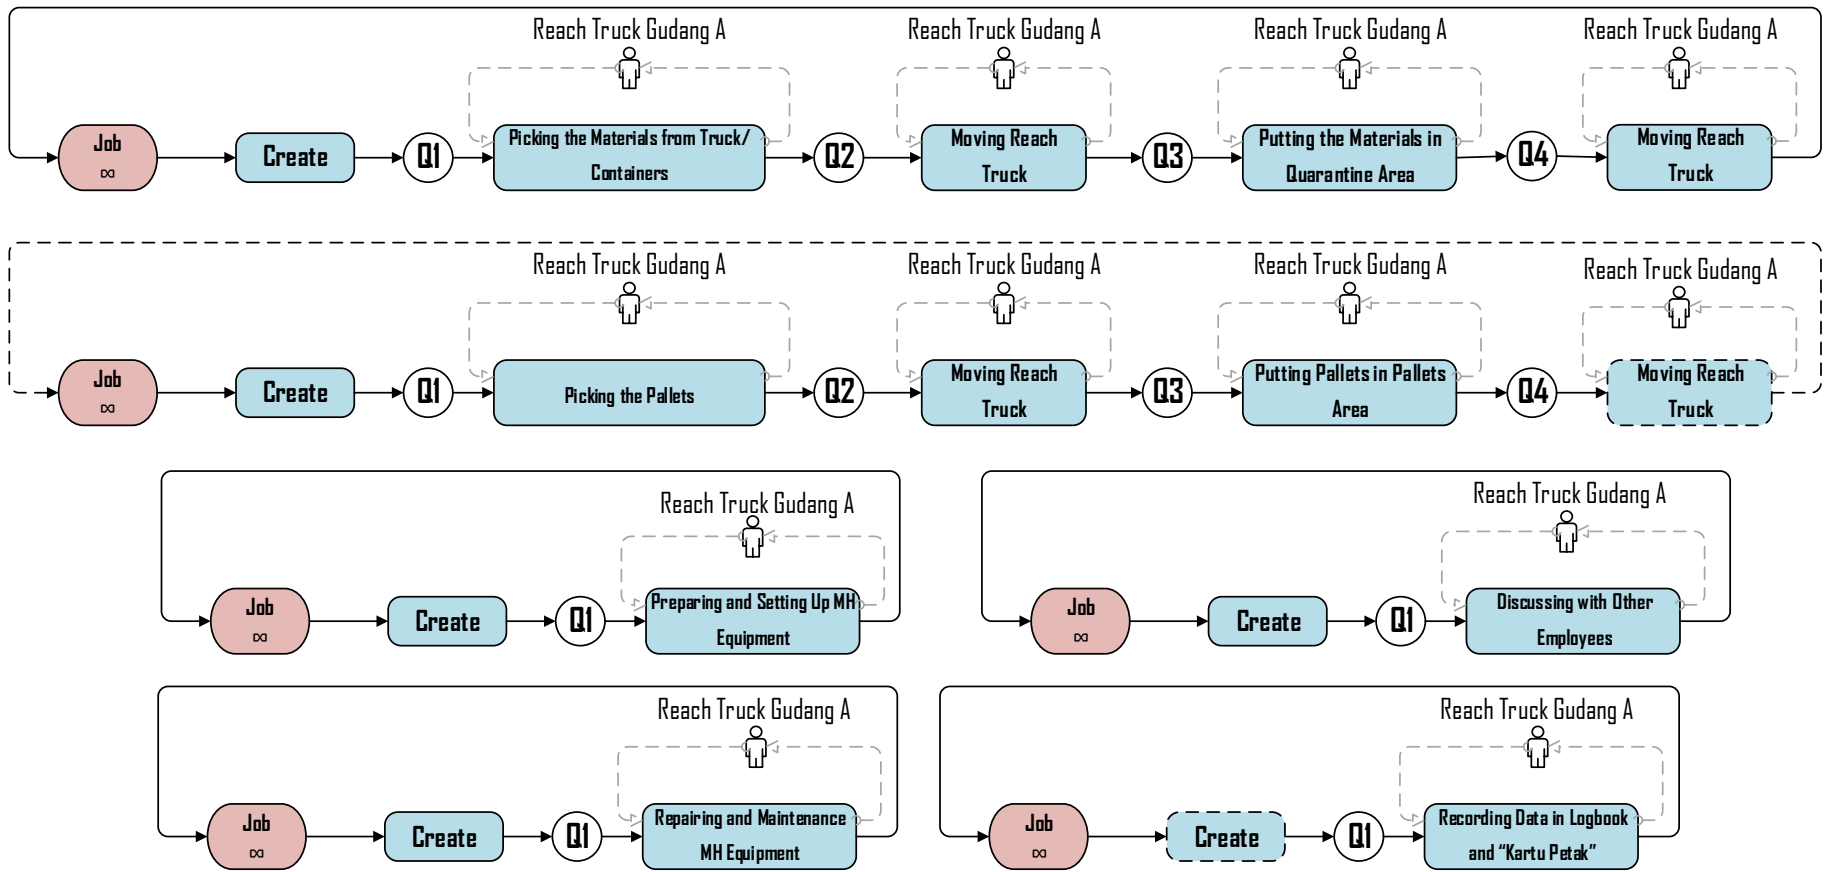 Reach Truck Gudang A
Reach Truck Gudang A
Reach Truck Gudang A
Reach Truck Gudang A
Job
∞
Create
Q1
Picking the Materials from Truck/
Containers
Q2
Moving Reach
Truck
Q3
Putting the Materials in
Quarantine Area
Q4
Moving Reach
Truck
Reach Truck Gudang A
Reach Truck Gudang A
Reach Truck Gudang A
Reach Truck Gudang A
Job
∞
Create
Q1
Picking the Pallets
Q2
Moving Reach
Truck
Q3
Putting Pallets in Pallets
Area
Q4
Moving Reach
Truck
Reach Truck Gudang A
Job
∞
Create
Q1
Preparing and Setting Up MH
Equipment
Reach Truck Gudang A
Job
∞
Create
Q1
Discussing with Other
Employees
Reach Truck Gudang A
Job
∞
Create
Q1
Repairing and Maintenance
MH Equipment
Reach Truck Gudang A
Job
∞
Create
Q1
Recording Data in Logbook
and “Kartu Petak”